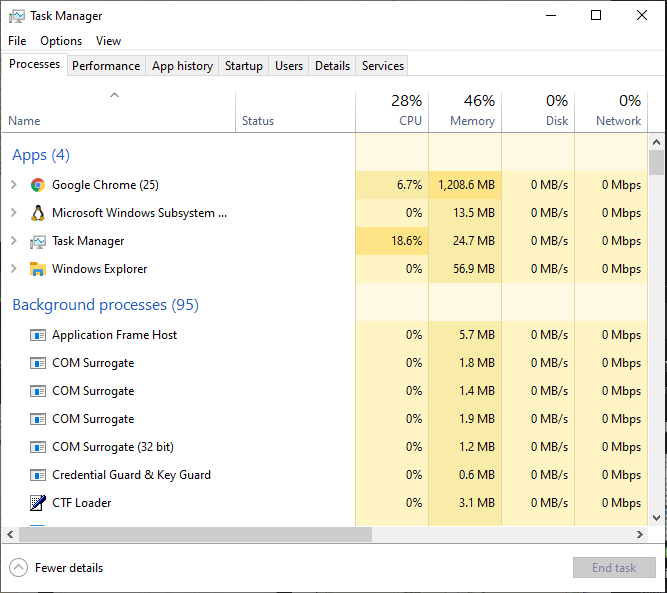 Task Manager
File Options View
Processes Performance App history Startup Users Details Services
28% 46% 0% 0%
Name Status CPU Memory Disk Network
Apps (4)
Google Chrome (25) 6.7% 1,208.6 MB 0 MB/s 0 Mbps
Microsoft Windows Subsystem ... 0% 13.5 MB 0 MB/s 0 Mbps
Task Manager 18.6% 24.7 MB 0 MB/s 0 Mbps
Windows Explorer 0% 56.9 MB 0 MB/s 0 Mbps
Background processes (95)
Application Frame Host 0% 5.7 MB 0 MB/s 0 Mbps
COM Surrogate 0% 1.8 MB 0 MB/s 0 Mbps
COM Surrogate 0% 1.4 MB 0 MB/s 0 Mbps
COM Surrogate 0% 1.9 MB 0 MB/s 0 Mbps
COM Surrogate (32 bit) 0% 1.2 MB 0 MB/s 0 Mbps
Credential Guard & Key Guard 0% 0.6 MB 0 MB/s 0 Mbps
CTF Loader 0% 3.1 MB 0 MB/s 0 Mbps
Fewer details End task